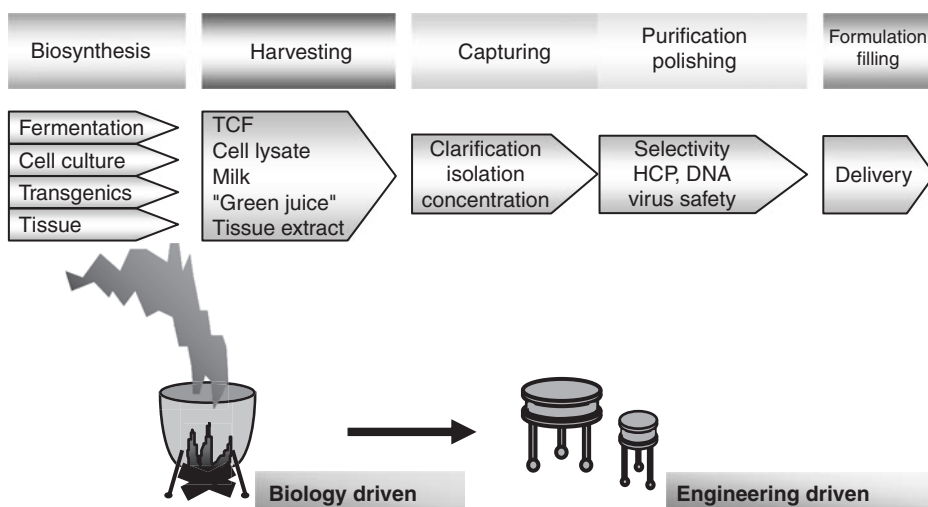 Biosynthesis
Harvesting
Capturing
Purification
polishing
Formulation
filling
Fermentation
Cell culture
Transgenics
Tissue
TCF
Cell lysate
Milk
"Green juice"
Tissue extract
Clarification
isolation
concentration
Selectivity
HCP, DNA
virus safety
Delivery
Biology driven
Engineering driven